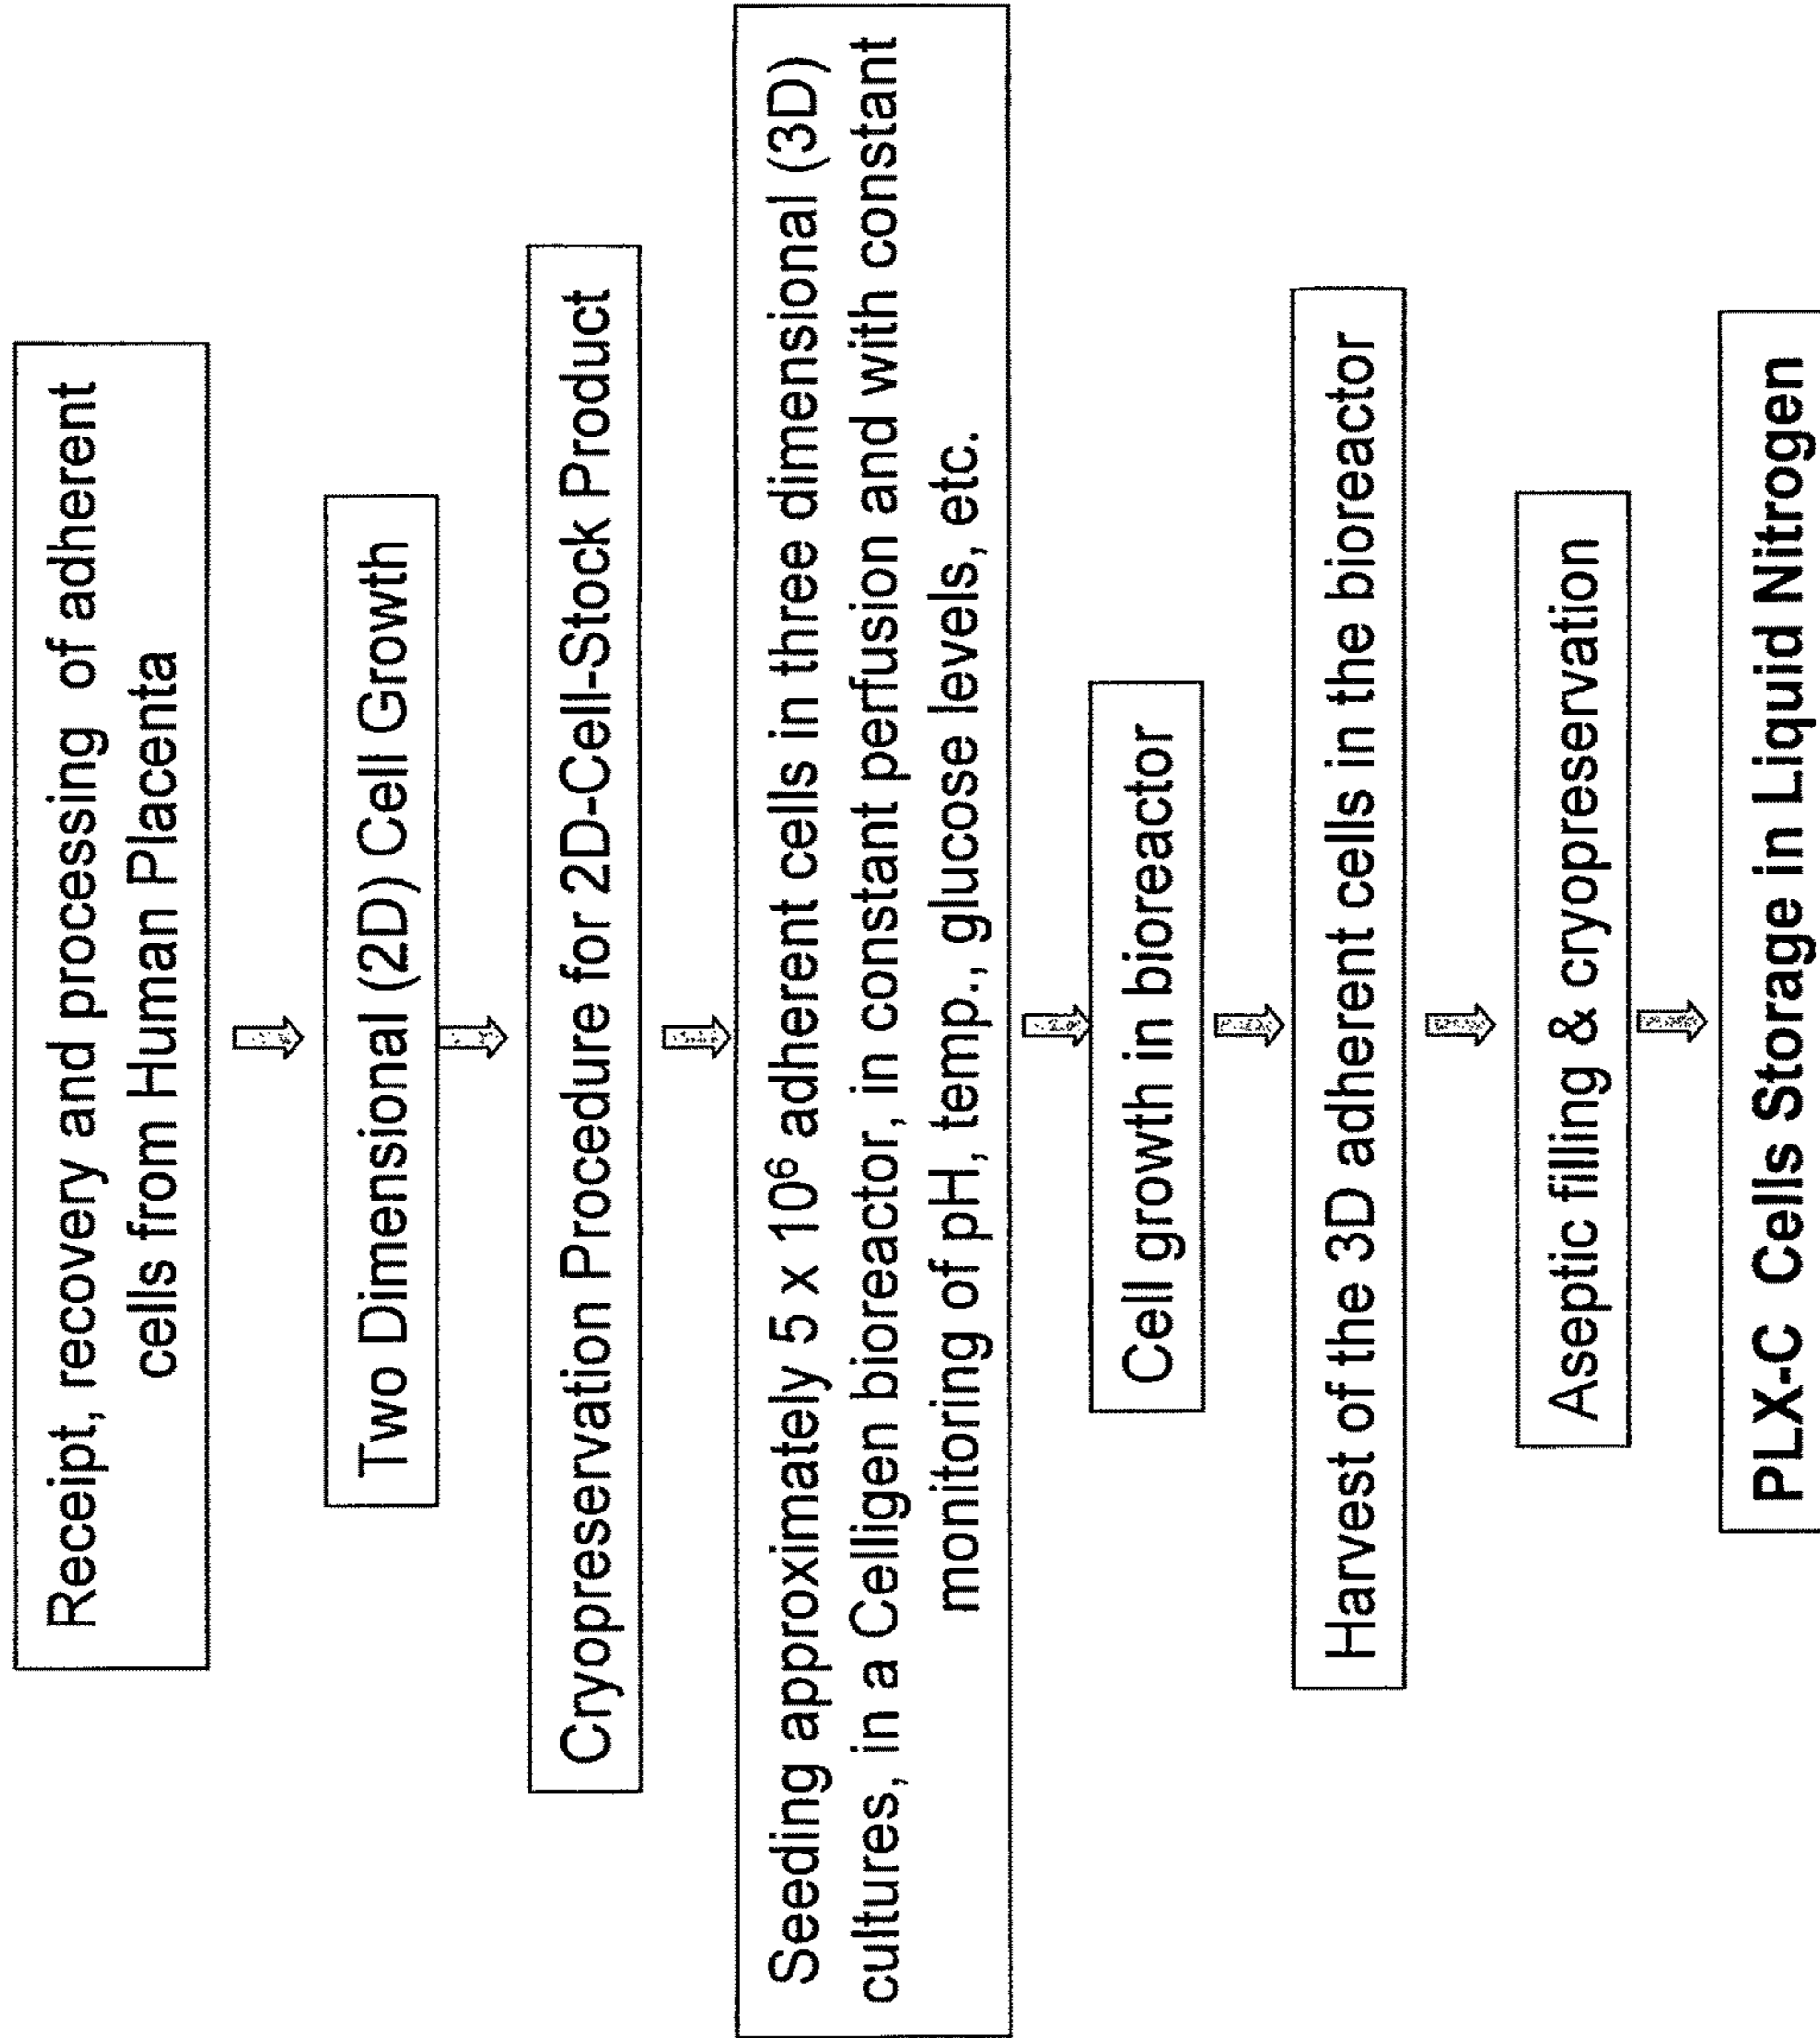 Receipt, recovery and processing of adherent
cells from Human Placenta
Two Dimensional (2D) Cell Growth
Cryopreservation Procedure for 2D-Cell-Stock Product
Seeding approximately 5 x 10⁶ adherent cells in three dimensional (3D)
cultures, in a Celligen bioreactor, in constant perfusion and with constant
monitoring of pH, temp., glucose levels, etc.
Cell growth in bioreactor
Harvest of the 3D adherent cells in the bioreactor
Aseptic filling & cryopreservation
PLX-C Cells Storage in Liquid Nitrogen